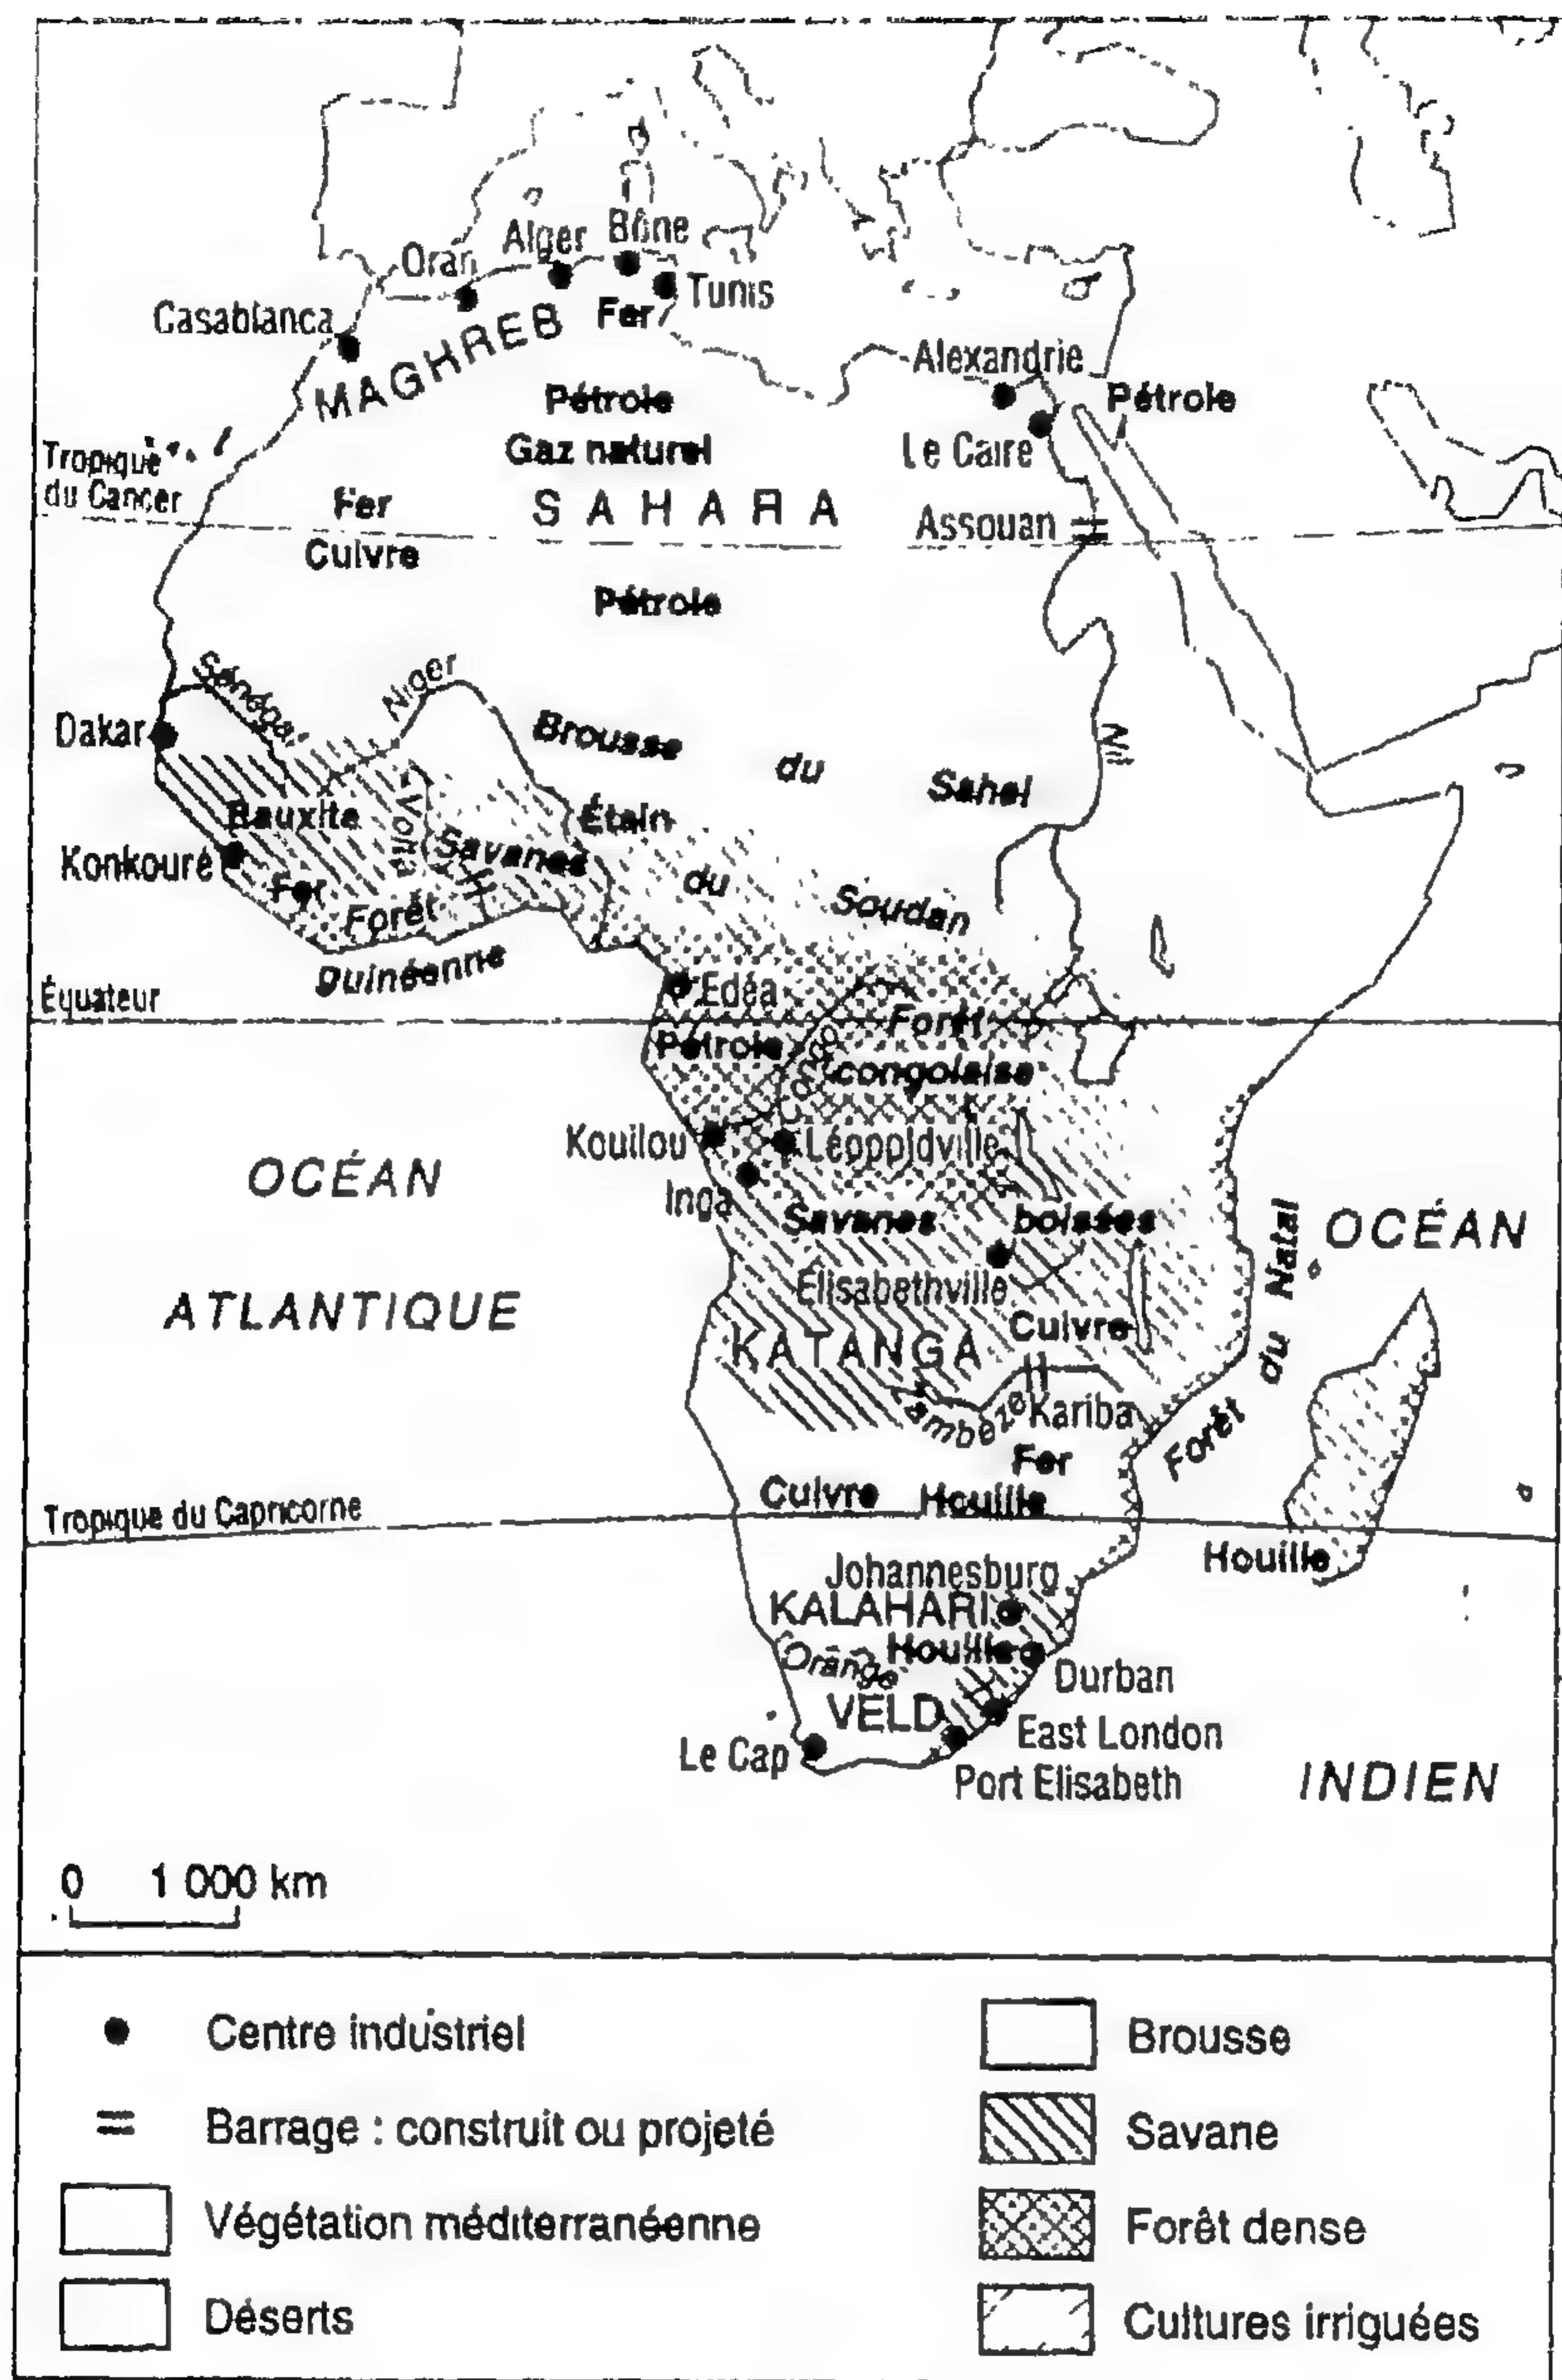 Oran
Alger
Bône
Tunis
Casablanca
MAGHREB
Fer
Alexandrie
Pétrole
Pétrole
Gaz naturel
Le Caire
Tropique
du Cancer
Fer
SAHARA
Assouan
Cuivre
Pétrole
Sénégal
Niger
Dakar
Brousse
du
Sahel
Nil
Bauxite
Volta
Étain
Savanes
Konkouré
Fer
du
Soudan
Forêt
Guinéenne
Équateur
Edéa
Forêt
Pétrole
Congo
congolaise
Kouilou
Léopoldville
OCÉAN
Inga
Savanes
boisées
du Natal
OCÉAN
Élisabethville
ATLANTIQUE
Cuivre
KATANGA
Zambèze
Kariba
Forêt
Fer
Cuivre
Houille
Tropique du Capricorne
Houille
Johannesburg
KALAHARI
Houille
Orange
Durban
VELD
East London
Le Cap
Port Elisabeth
INDIEN
0 1 000 km
Centre industriel
Barrage : construit ou projeté
Végétation méditerranéenne
Déserts
Brousse
Savane
Forêt dense
Cultures irriguées